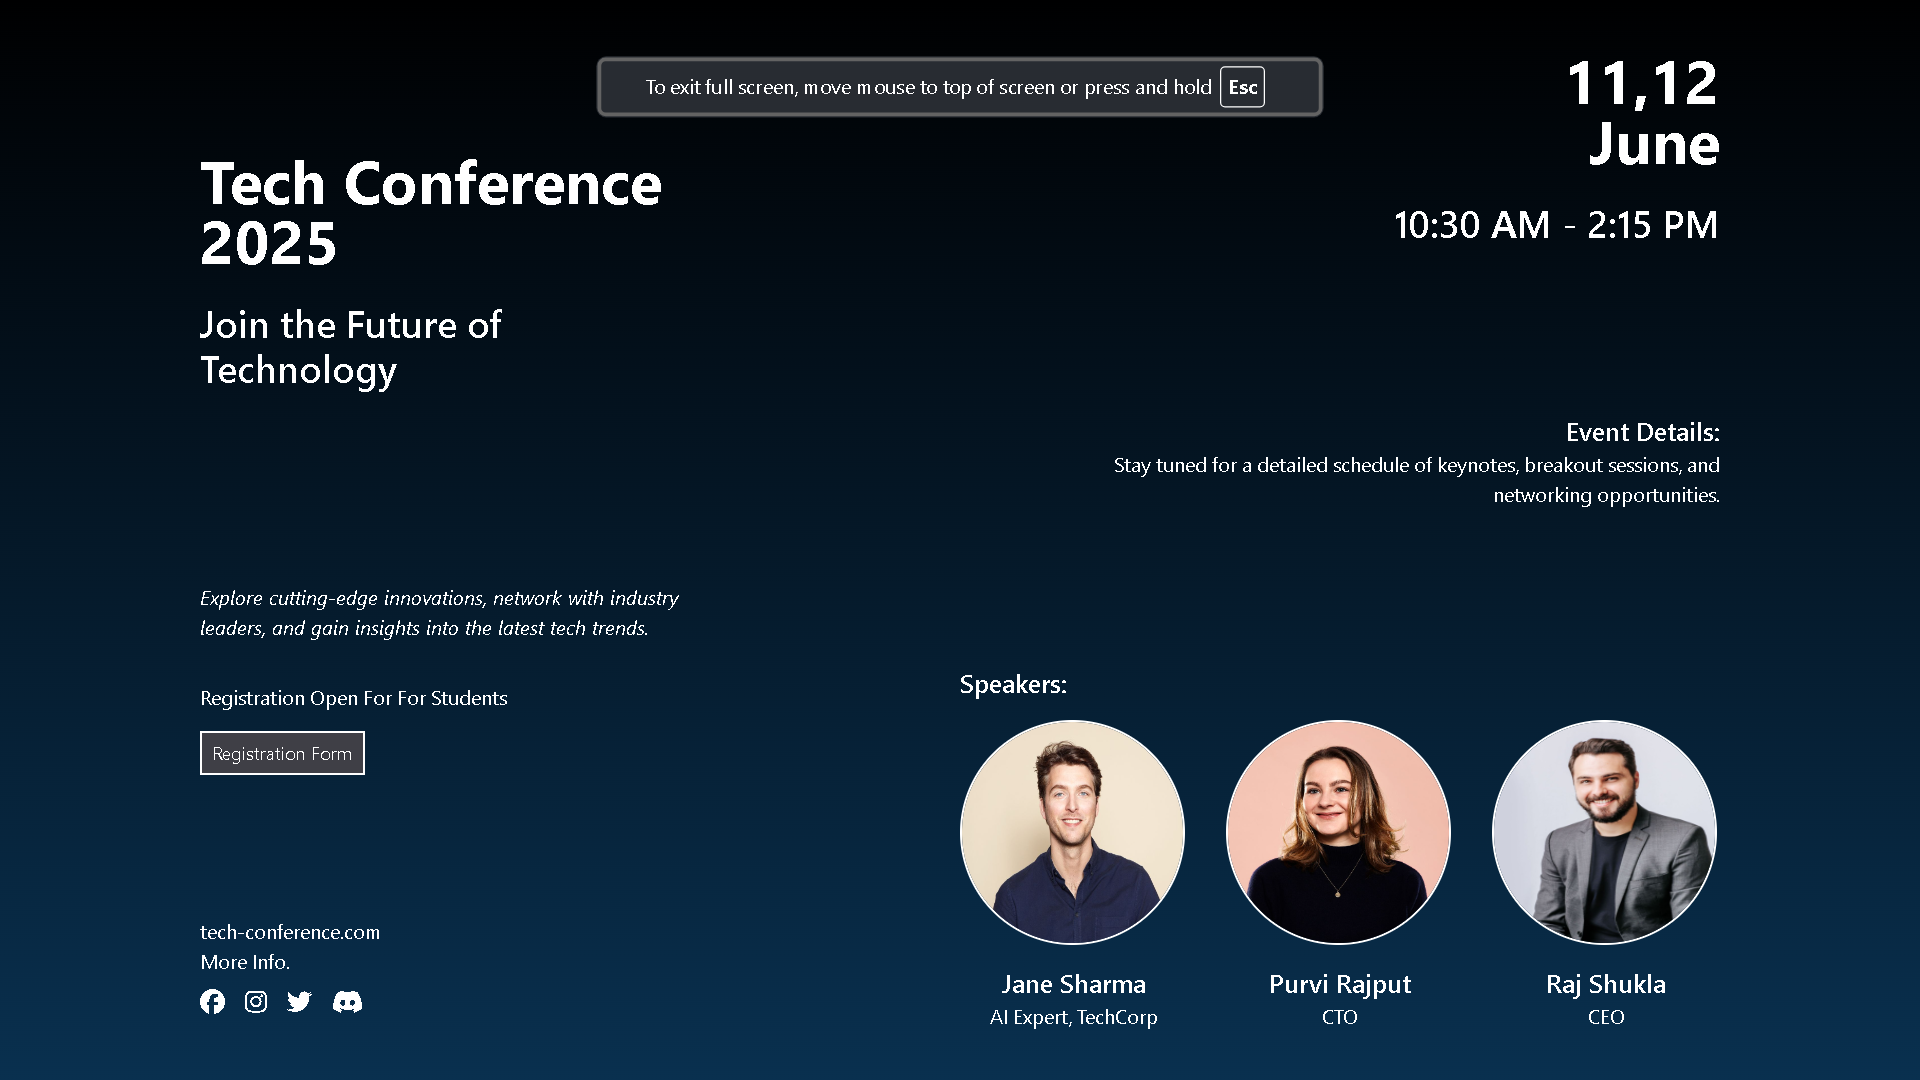 To exit full screen, move mouse to top of screen or press and hold Esc
11,12
June
10:30 AM - 2:15 PM
Tech Conference
2025
Join the Future of
Technology
Event Details:
Stay tuned for a detailed schedule of keynotes, breakout sessions, and
networking opportunities.
Explore cutting-edge innovations, network with industry
leaders, and gain insights into the latest tech trends.
Registration Open For For Students
Registration Form
tech-conference.com
More Info.
Speakers:
Jane Sharma
AI Expert, TechCorp
Purvi Rajput
CTO
Raj Shukla
CEO